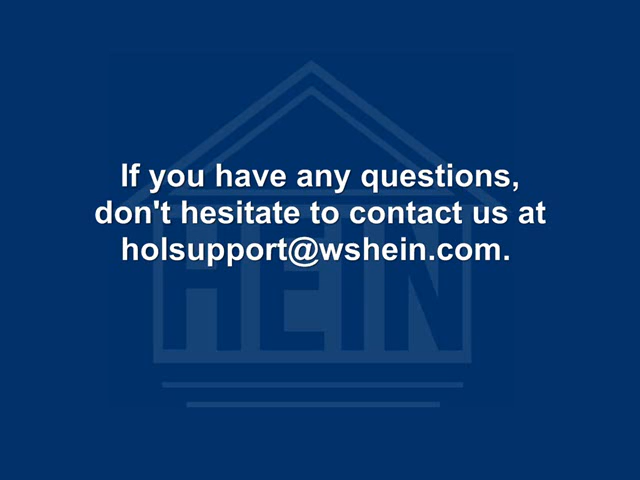 If you have any questions,
don't hesitate to contact us at
holsupport@wshein.com.
HEIN